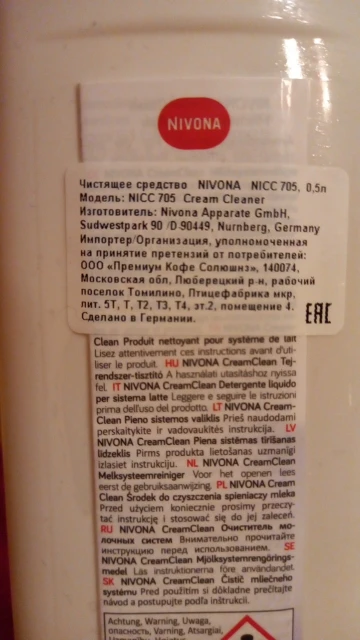 NIVONA
Чистящее средство NIVONA NICC 705, 0,5л
Модель: NICC 705 Cream Cleaner
Изготовитель: Nivona Apparate GmbH,
Sudwestpark 90 /D-90449, Nurnberg, Germany
Импортер/Организация, уполномоченная
на принятие претензий от потребителей:
ООО «Премиум Кофе Солюшнз», 140074,
Московская обл, Люберецкий р-н, рабочий
поселок Томилино, Птицефабрика мкр,
лит. 5Т, Т, Т2, Т3, Т4, эт.2, помещение 4.
Сделано в Германии.
EAC
Clean Produit nettoyant pour système de lait
Lisez attentivement ces instructions avant d'uti-
liser le produit. HU NIVONA CreamClean Tej-
rendszer-tisztító A használati utasításhoz nyissa
fel. IT NIVONA CreamClean Detergente liquido
per sistema latte Leggere e seguire le istruzioni
prima dell'uso del prodotto. LT NIVONA Cream-
Clean Pieno sistemos valiklis Prieš naudodami
perskaitykite ir vadovaukitės instrukcija. LV
NIVONA CreamClean Piena sistēmas tīrīšanas
līdzeklis Pirms produkta lietošanas uzmanīgi
izlasiet instrukciju. NL NIVONA CreamClean
Melksysteemreiniger Voor het openen lees
eerst de gebruiksaanwijzing. PL NIVONA Cream
Clean Środek do czyszczenia spieniaczy mleka
Przed użyciem koniecznie prosimy przeczy-
tać instrukcję i stosować się do jej zaleceń.
RU NIVONA CreamClean Очиститель мо-
лочных систем Внимательно прочитайте
инструкцию перед использованием. SE
NIVONA CreamClean Mjölksystemrengörings-
medel Läs instruktionerna före användandet.
SK NIVONA CreamClean Čistič mliečneho
systému Pred použitím si dôkladne prečítajte
návod a postupujte podľa inštrukcií.
Achtung, Warning, Uwaga,
опасность, Varning, Atsargiai,